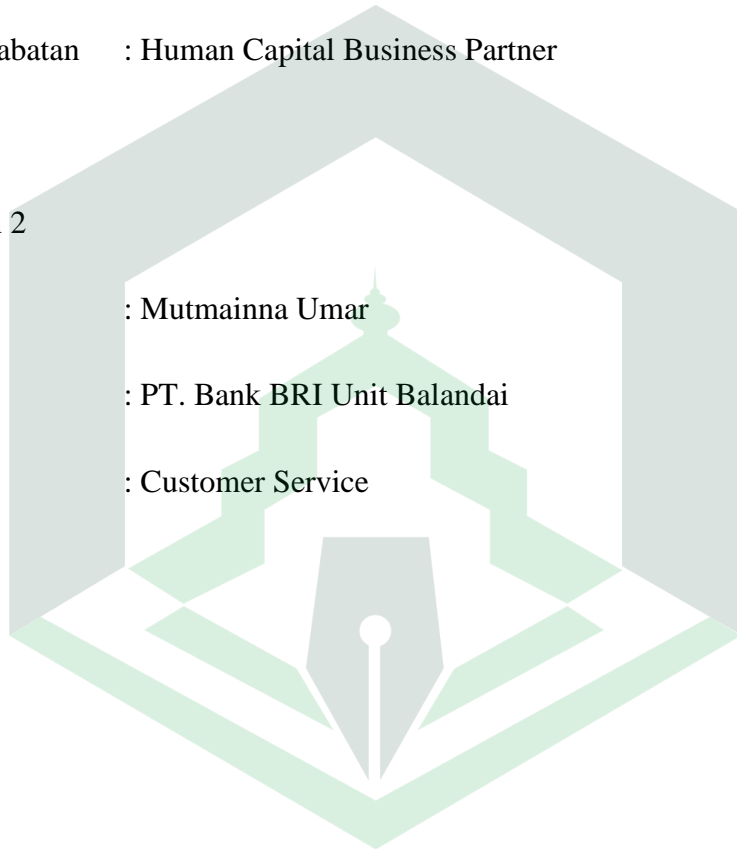 abatan : Human Capital Business Partner
2
: Mutmainna Umar
: PT. Bank BRI Unit Balandai
: Customer Service